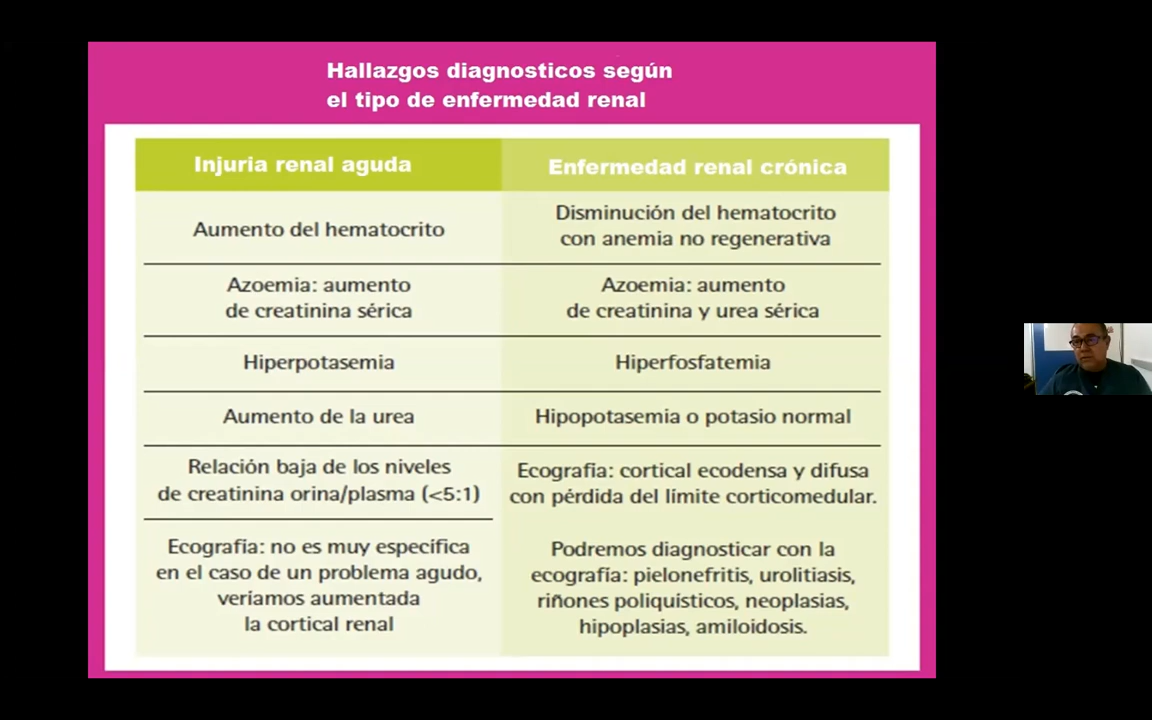 Hallazgos diagnosticos según
el tipo de enfermedad renal
Injuria renal aguda
Enfermedad renal crónica
Aumento del hematocrito
Disminución del hematocrito
con anemia no regenerativa
Azoemia: aumento
de creatinina sérica
Azoemia: aumento
de creatinina y urea sérica
Hiperpotasemia
Hiperfosfatemia
Aumento de la urea
Hipopotasemia o potasio normal
Relación baja de los niveles
de creatinina orina/plasma (<5:1)
Ecografia: cortical ecodensa y difusa
con pérdida del límite corticomedular.
Ecografia: no es muy especifica
en el caso de un problema agudo,
veríamos aumentada
la cortical renal
Podremos diagnosticar con la
ecografía: pielonefritis, urolitiasis,
riñones poliquísticos, neoplasias,
hipoplasias, amiloidosis.